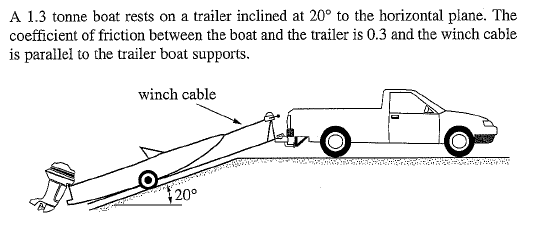 A 1.3 tonne boat rests on a trailer inclined at 20° to the horizontal plane. The
coefficient of friction between the boat and the trailer is 0.3 and the winch cable
is parallel to the trailer boat supports.
winch cable
20°